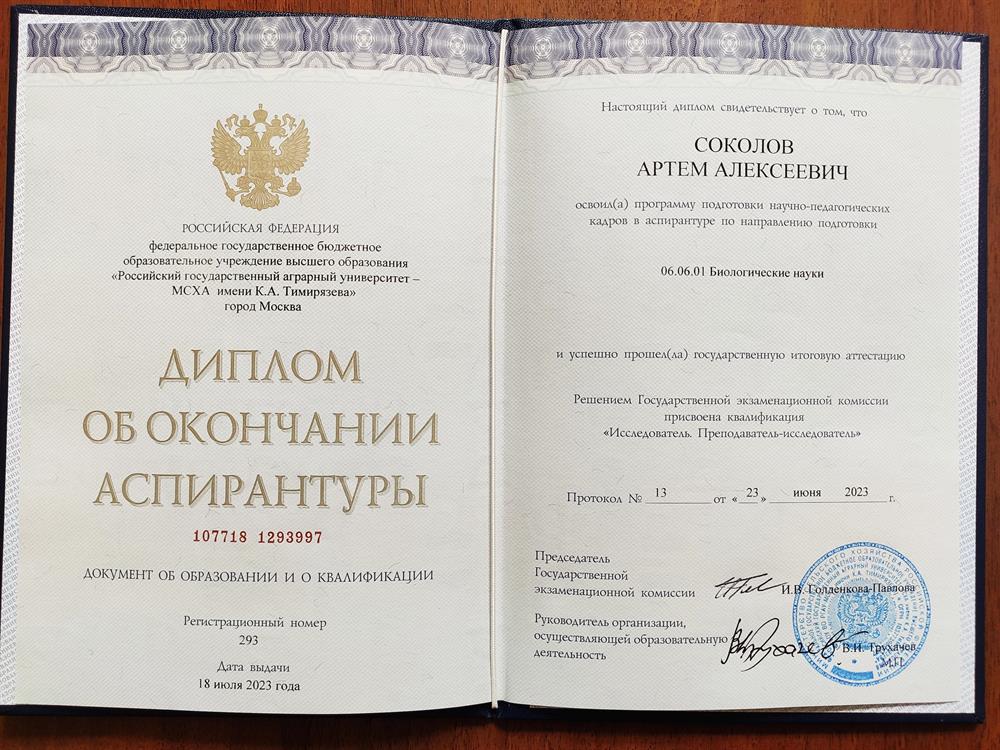 РОССИЙСКАЯ ФЕДЕРАЦИЯ
федеральное государственное бюджетное
образовательное учреждение высшего образования
«Российский государственный аграрный университет –
МСХА имени К.А. Тимирязева»
город Москва
ДИПЛОМ
ОБ ОКОНЧАНИИ
АСПИРАНТУРЫ
107718 1293997
ДОКУМЕНТ ОБ ОБРАЗОВАНИИ И О КВАЛИФИКАЦИИ
Регистрационный номер
293
Дата выдачи
18 июля 2023 года
Настоящий диплом свидетельствует о том, что
СОКОЛОВ
АРТЕМ АЛЕКСЕЕВИЧ
освоил(а) программу подготовки научно-педагогических
кадров в аспирантуре по направлению подготовки
06.06.01 Биологические науки
и успешно прошел(ла) государственную итоговую аттестацию
Решением Государственной экзаменационной комиссии
присвоена квалификация
«Исследователь. Преподаватель-исследователь»
Протокол № 13 от « 23 » июня 2023 г.
Председатель
Государственной
экзаменационной комиссии И.В. Голденкова-Павлова
Руководитель организации,
осуществляющей образовательную
деятельность В.И. Трухачев
М.П.